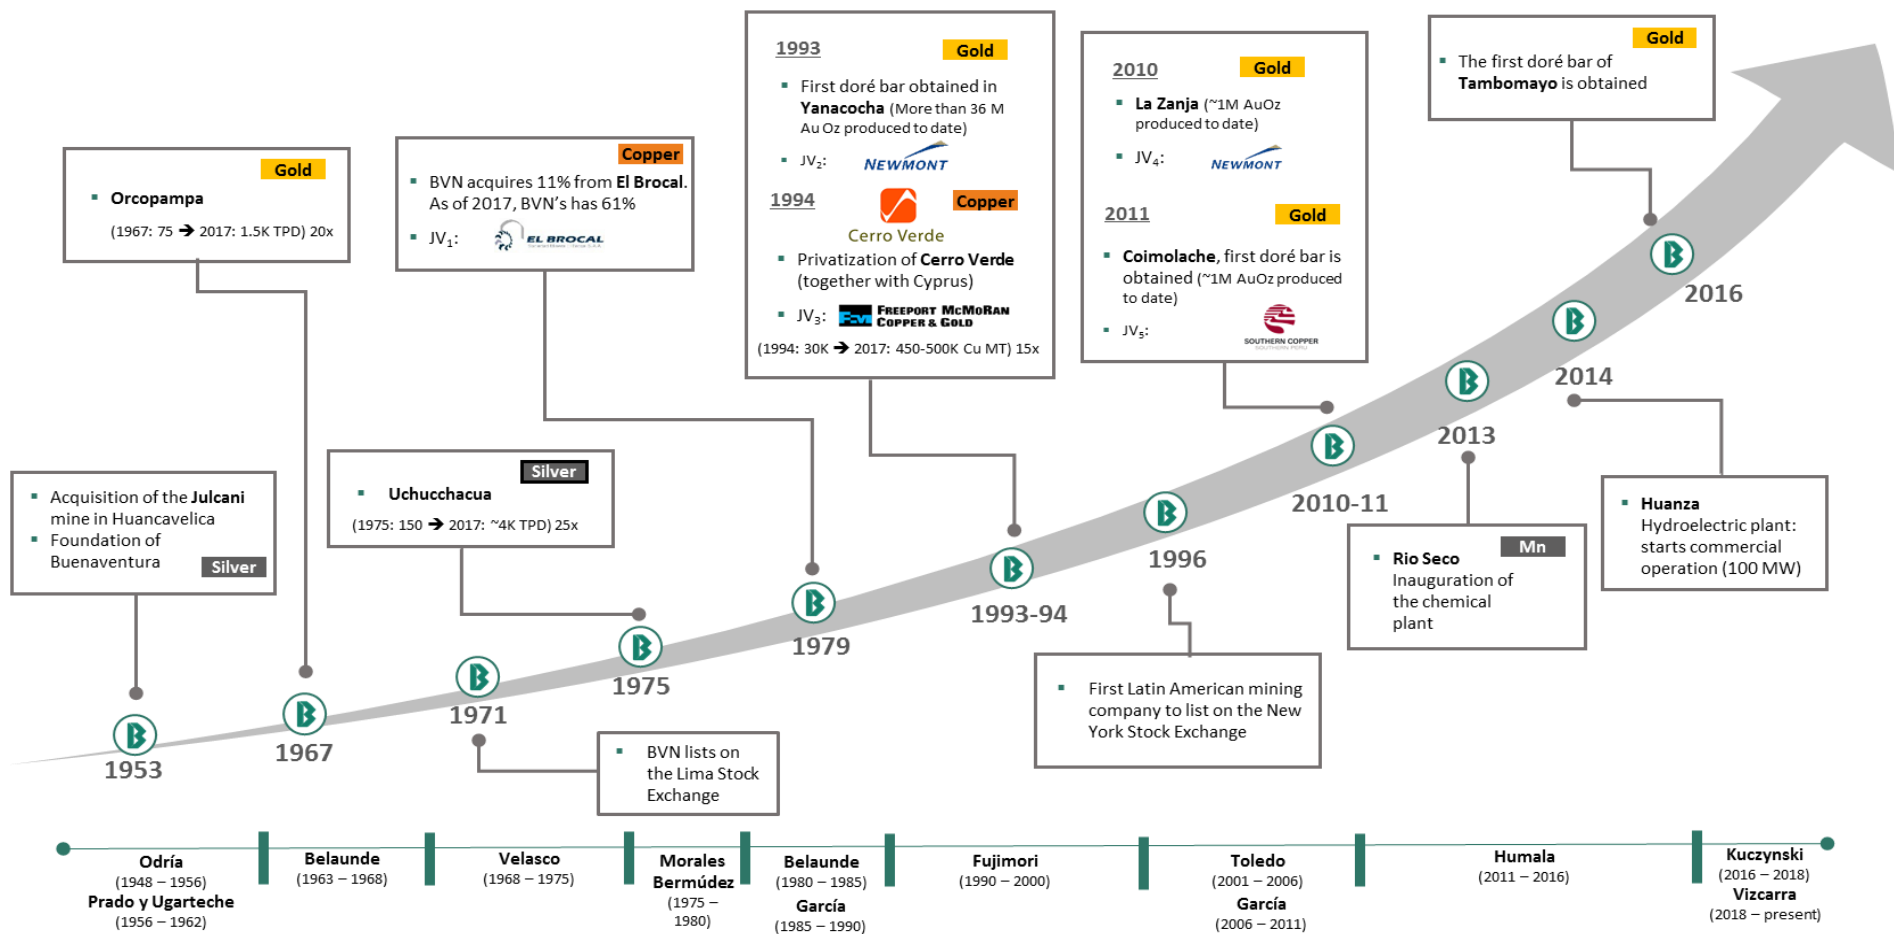 Acquisition of the Julcani
mine in Huancavelica
Foundation of
Buenaventura
Silver
1953
Gold
Orcopampa
(1967: 75 ➔ 2017: 1.5K TPD) 20x
1967
1971
BVN lists on
the Lima Stock
Exchange
Silver
Uchucchacua
(1975: 150 ➔ 2017: ~4K TPD) 25x
1975
Copper
BVN acquires 11% from El Brocal.
As of 2017, BVN's has 61%
JV1: EL BROCAL
1979
1993 Gold
First doré bar obtained in
Yanacocha (More than 36 M
Au Oz produced to date)
JV2: NEWMONT
1994 Copper
Cerro Verde
Privatization of Cerro Verde
(together with Cyprus)
JV3: FREEPORT MCMORAN
COPPER & GOLD
(1994: 30K ➔ 2017: 450-500K Cu MT) 15x
1993-94
1996
First Latin American mining
company to list on the New
York Stock Exchange
2010 Gold
La Zanja (~1M AuOz
produced to date)
JV4: NEWMONT
2011 Gold
Coimolache, first doré bar is
obtained (~1M AuOz produced
to date)
JV5:
SOUTHERN COPPER
SOUTHERN PERU
2010-11
2013
Mn
Rio Seco
Inauguration of
the chemical
plant
2014
Huanza
Hydroelectric plant:
starts commercial
operation (100 MW)
Gold
The first doré bar of
Tambomayo is obtained
2016
Odría
(1948 – 1956)
Prado y Ugarteche
(1956 – 1962)
Belaunde
(1963 – 1968)
Velasco
(1968 – 1975)
Morales
Bermúdez
(1975 –
1980)
Belaunde
(1980 – 1985)
García
(1985 – 1990)
Fujimori
(1990 – 2000)
Toledo
(2001 – 2006)
García
(2006 – 2011)
Humala
(2011 – 2016)
Kuczynski
(2016 – 2018)
Vizcarra
(2018 – present)